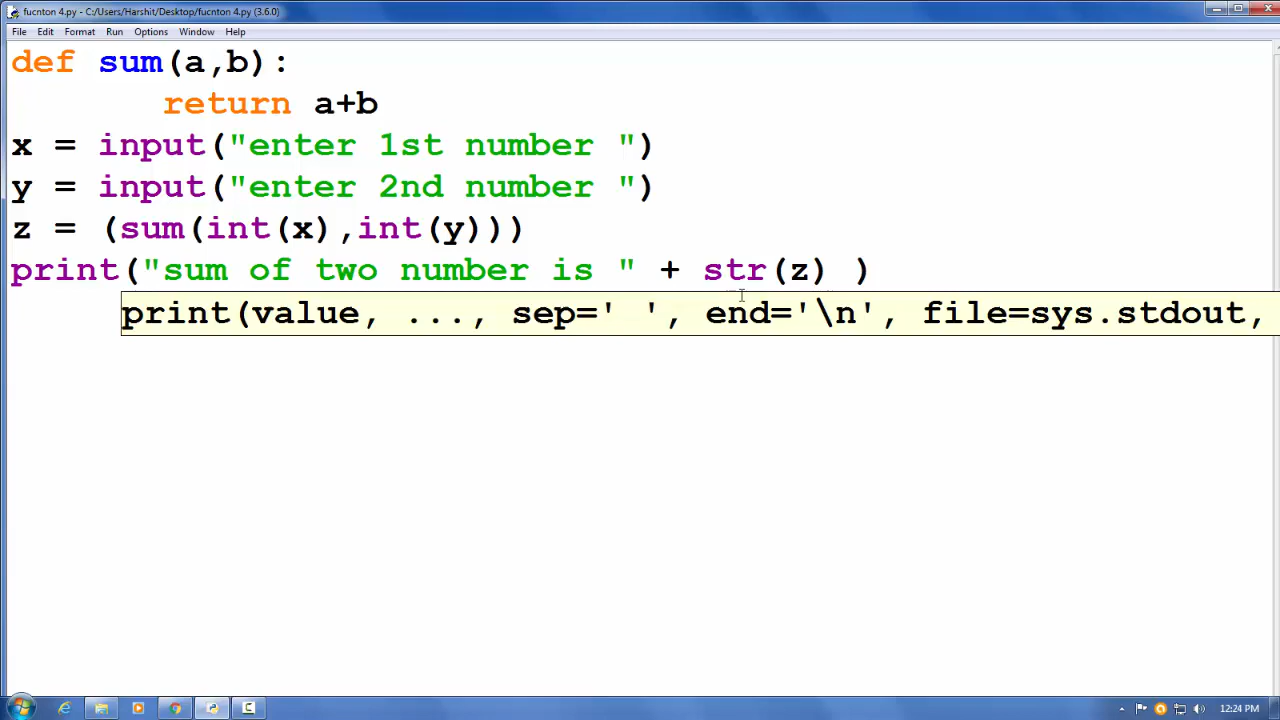 fucnton 4.py - C:/Users/Harshit/Desktop/fucnton 4.py (3.6.0)
File Edit Format Run Options Window Help
def sum(a,b):
return a+b
x = input("enter 1st number ")
y = input("enter 2nd number ")
z = (sum(int(x),int(y)))
print("sum of two number is " + str(z) )
print(value, ..., sep=' ', end='\n', file=sys.stdout,
12:24 PM